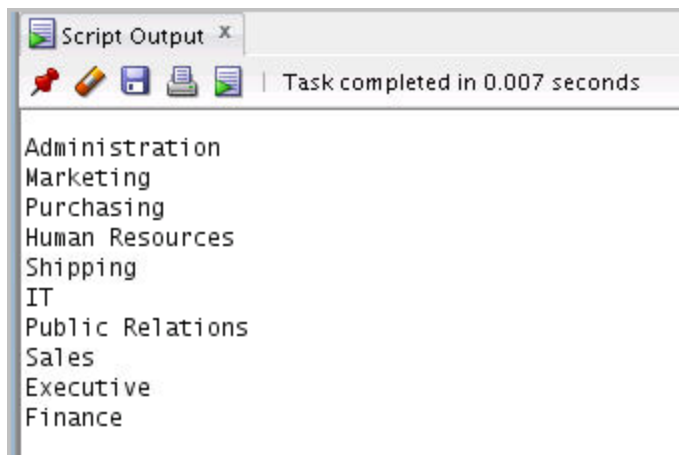 Script Output x
Task completed in 0.007 seconds
Administration
Marketing
Purchasing
Human Resources
Shipping
IT
Public Relations
Sales
Executive
Finance